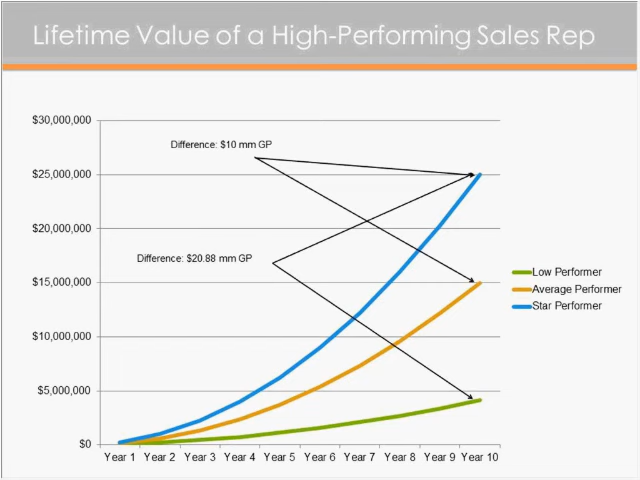 Lifetime Value of a High-Performing Sales Rep
$30,000,000
Difference: $10 mm GP
$25,000,000
$20,000,000
Difference: $20.88 mm GP
Low Performer
$15,000,000
Average Performer
Star Performer
$10,000,000
$5,000,000
$0
Year 1 Year 2 Year 3 Year 4 Year 5 Year 6 Year 7 Year 8 Year 9 Year 10